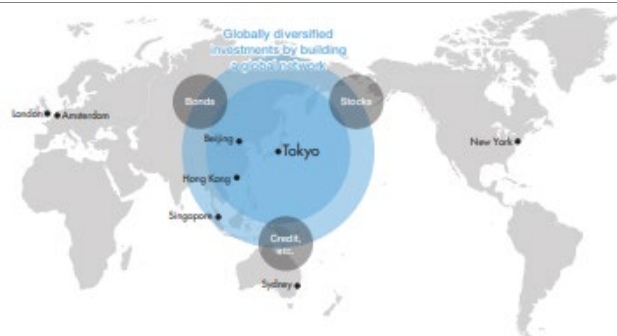 Globally diversified
investments by building
a global network
Bonds
Stocks
London
Amsterdam
Beijing
Tokyo
New York
Hong Kong
Singapore
Credit,
etc.
Sydney